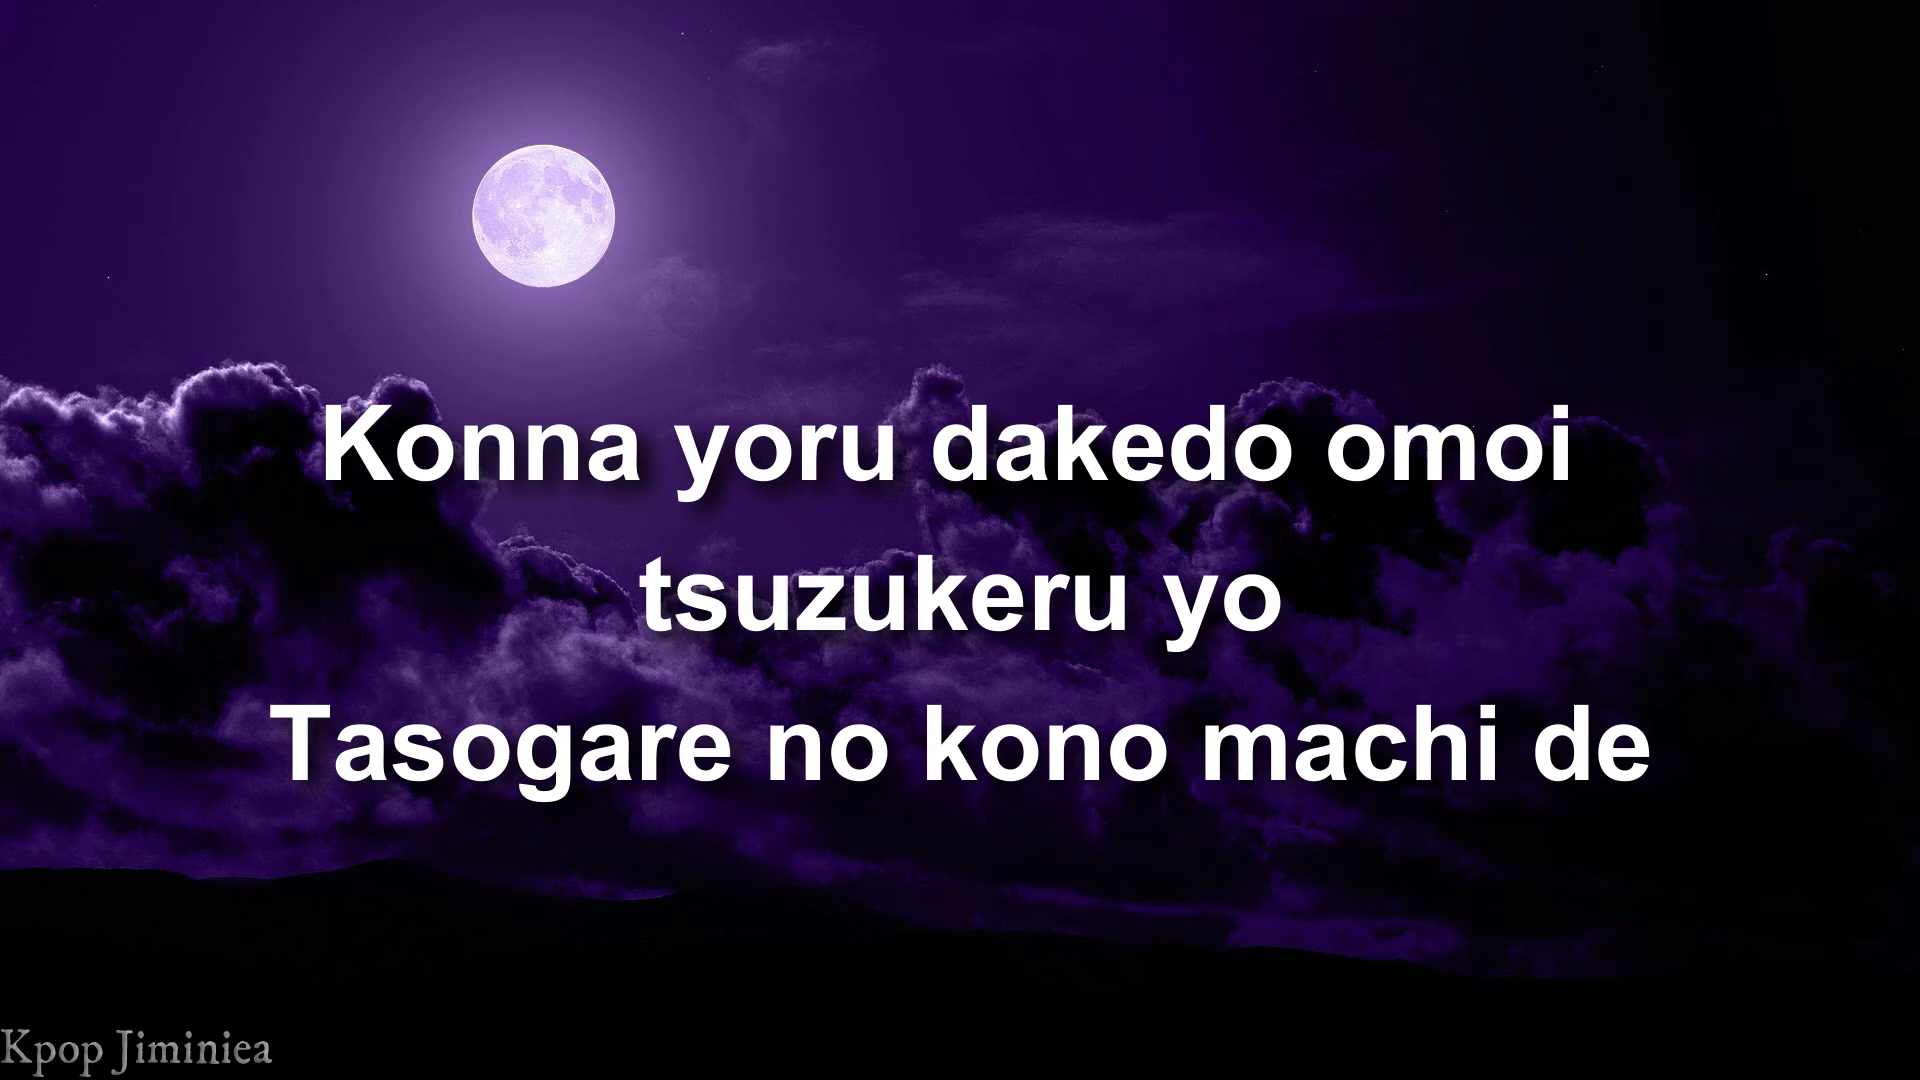 Konna yoru dakedo omoi
tsuzukeru yo
Tasogare no kono machi de
Kpop Jiminiea